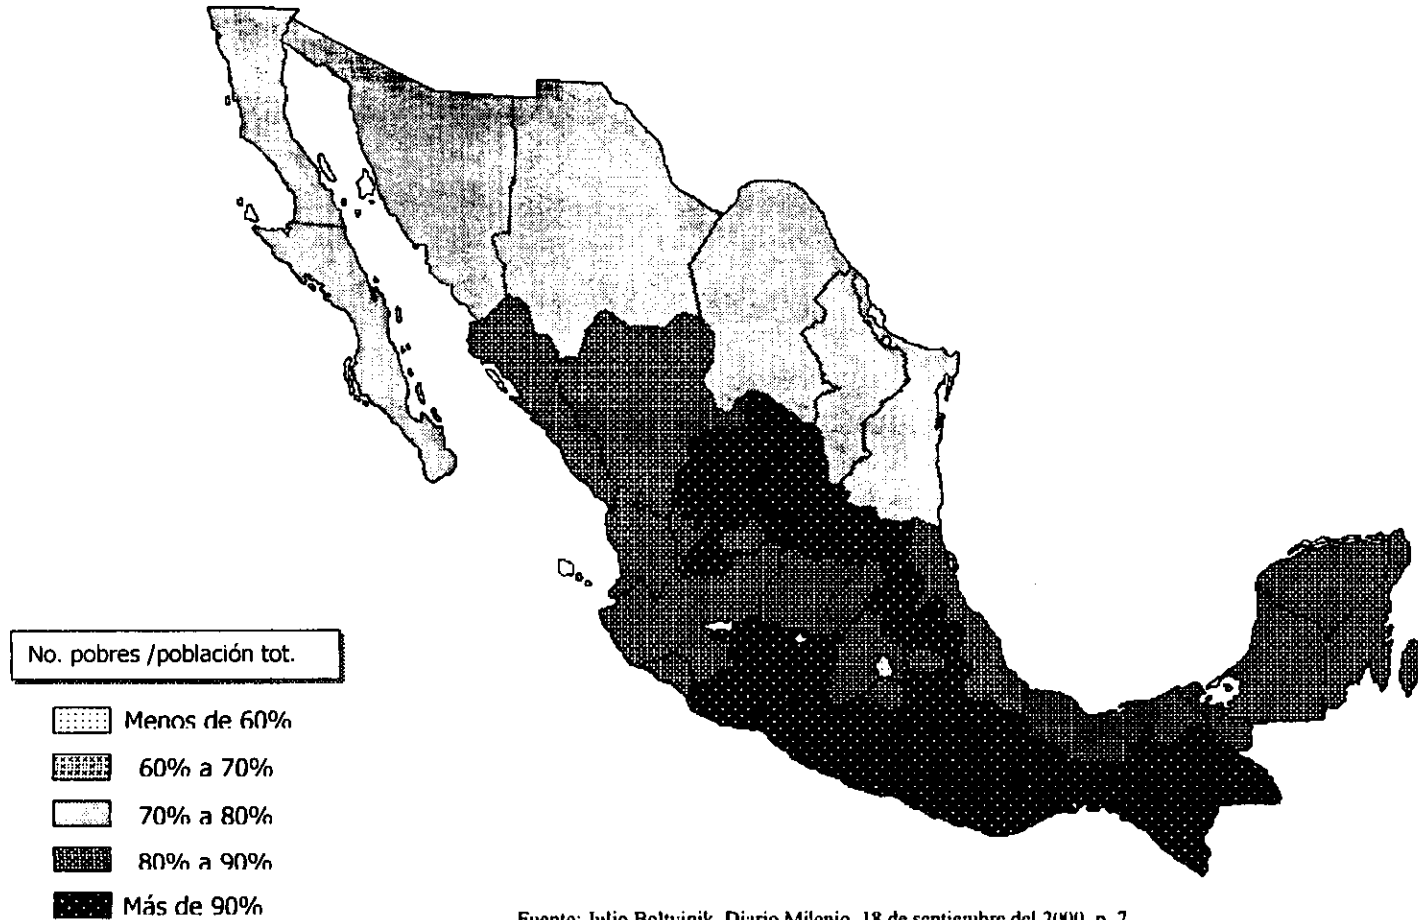 No. pobres /población tot.
Menos de 60%
60% a 70%
70% a 80%
80% a 90%
Más de 90%
Fuente: Julio Boltvinik, Diario Milenio, 18 de septiembre del 2000, p. 7